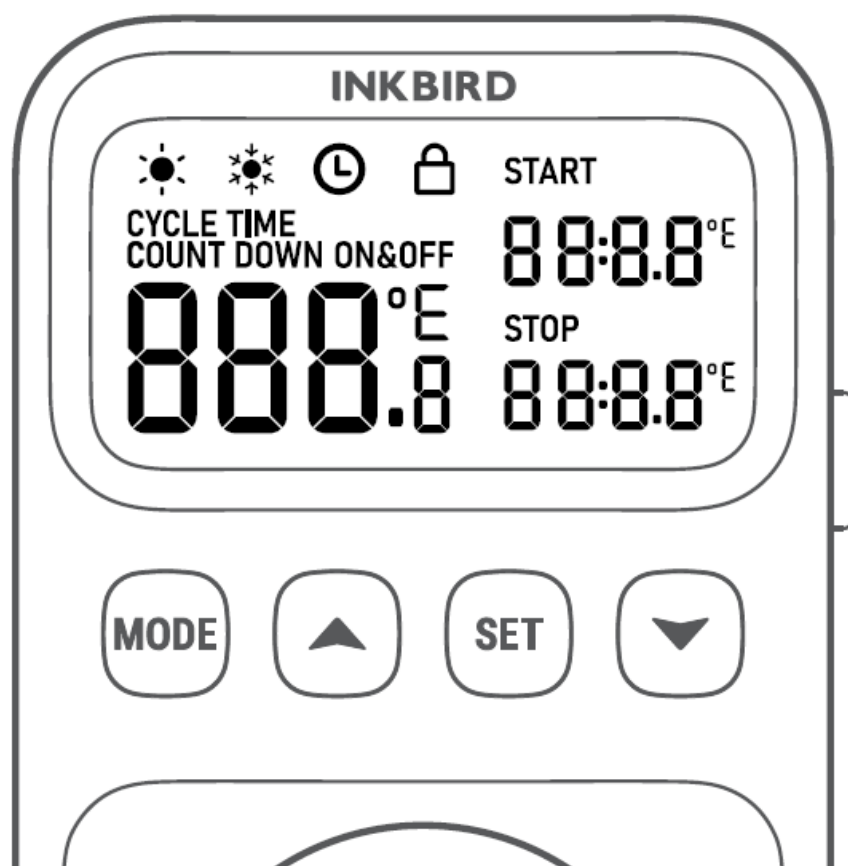 INKBIRD
START
CYCLE TIME
COUNT DOWN ON&OFF
88:8.8°E
888.8°E
STOP
88:8.8°E
MODE
SET